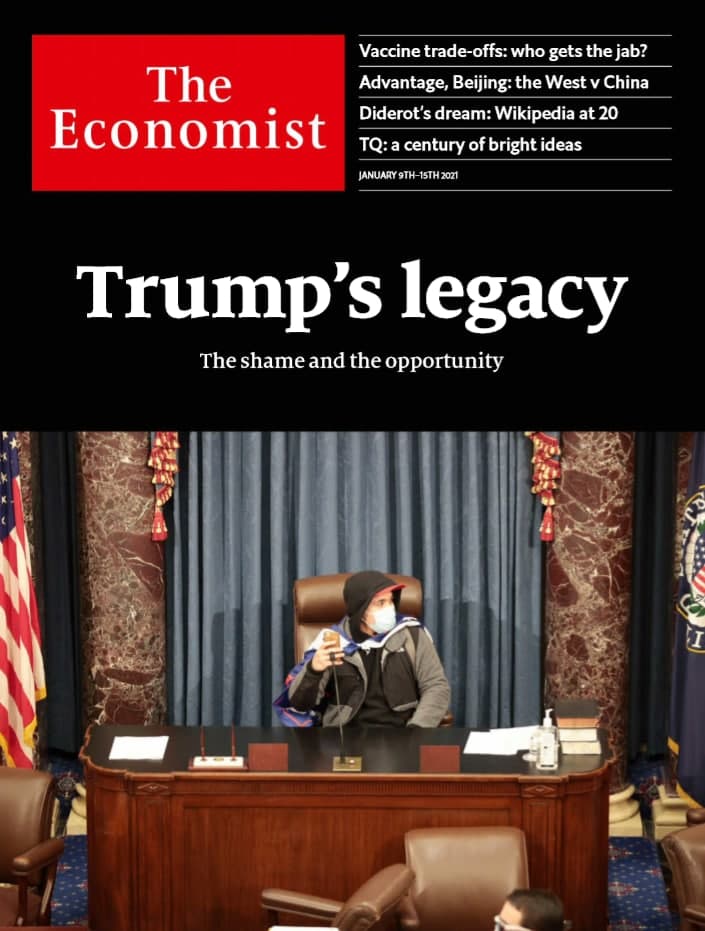 The
Economist
Vaccine trade-offs: who gets the jab?
Advantage, Beijing: the West v China
Diderot’s dream: Wikipedia at 20
TQ: a century of bright ideas
JANUARY 9TH–15TH 2021
Trump’s legacy
The shame and the opportunity